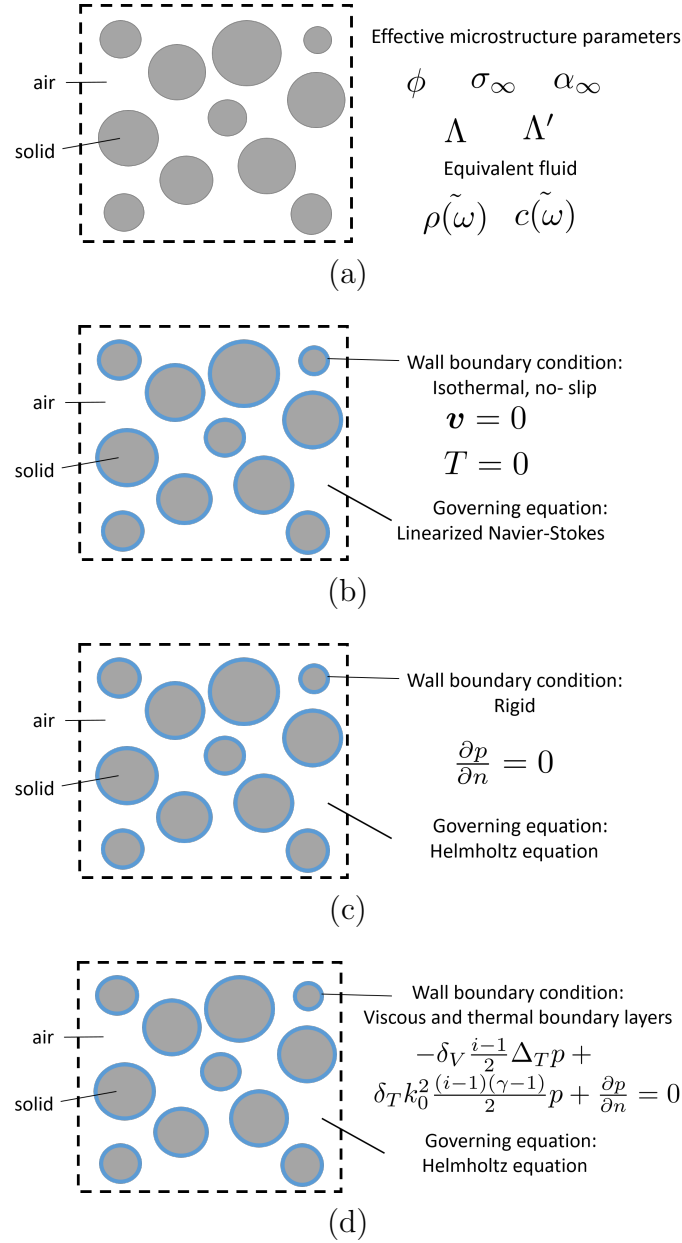 Effective microstructure parameters
air
ϕ σ∞ α∞
Λ Λ′
solid
Equivalent fluid
ρ(̃ω) c(̃ω)
(a)
Wall boundary condition:
Isothermal, no- slip
air
v = 0
solid
T = 0
Governing equation:
Linearized Navier-Stokes
(b)
Wall boundary condition:
Rigid
air
∂p/∂n = 0
solid
Governing equation:
Helmholtz equation
(c)
Wall boundary condition:
Viscous and thermal boundary layers
air
−δ_V (i−1)/2 Δ_T p +
solid
δ_T k_0^2 (i−1)(γ−1)/2 p + ∂p/∂n = 0
Governing equation:
Helmholtz equation
(d)